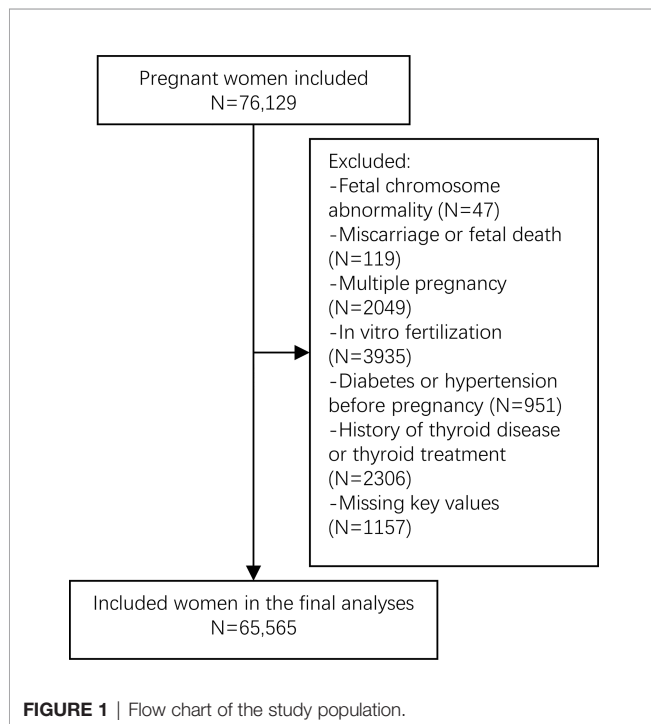 Pregnant women included
N=76,129
Excluded:
-Fetal chromosome
abnormality (N=47)
-Miscarriage or fetal death
(N=119)
-Multiple pregnancy
(N=2049)
-In vitro fertilization
(N=3935)
-Diabetes or hypertension
before pregnancy (N=951)
-History of thyroid disease
or thyroid treatment
(N=2306)
-Missing key values
(N=1157)
Included women in the final analyses
N=65,565
FIGURE 1 | Flow chart of the study population.